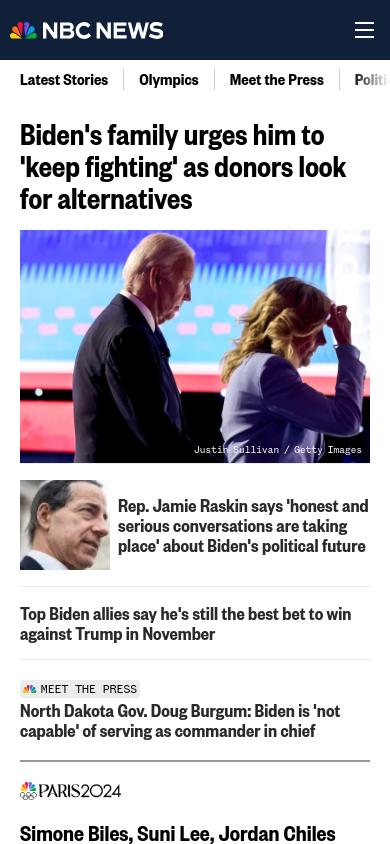 NBC NEWS
Latest Stories
Olympics
Meet the Press
Biden's family urges him to
'keep fighting' as donors look
for alternatives
Justin Sullivan / Getty Images
Rep. Jamie Raskin says 'honest and
serious conversations are taking
place' about Biden's political future
Top Biden allies say he's still the best bet to win
against Trump in November
MEET THE PRESS
North Dakota Gov. Doug Burgum: Biden is 'not
capable' of serving as commander in chief
PARIS2024
Simone Biles, Suni Lee, Jordan Chiles